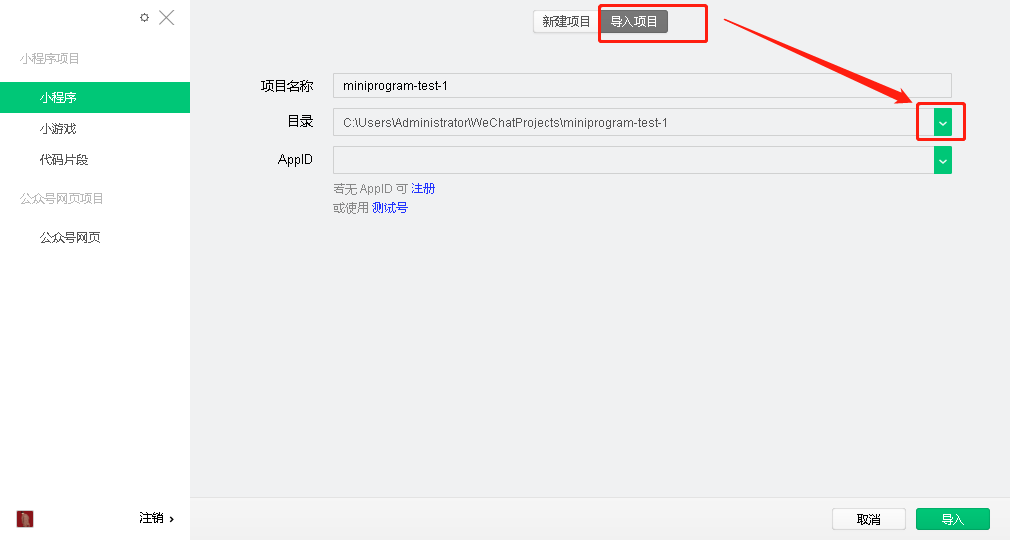 小程序项目
小程序
小游戏
代码片段
公众号网页项目
公众号网页
注销 ›
新建项目 导入项目
项目名称 miniprogram-test-1
目录 C:\Users\Administrator\WeChatProjects\miniprogram-test-1
AppID
若无 AppID 可 注册
或使用 测试号
取消 导入